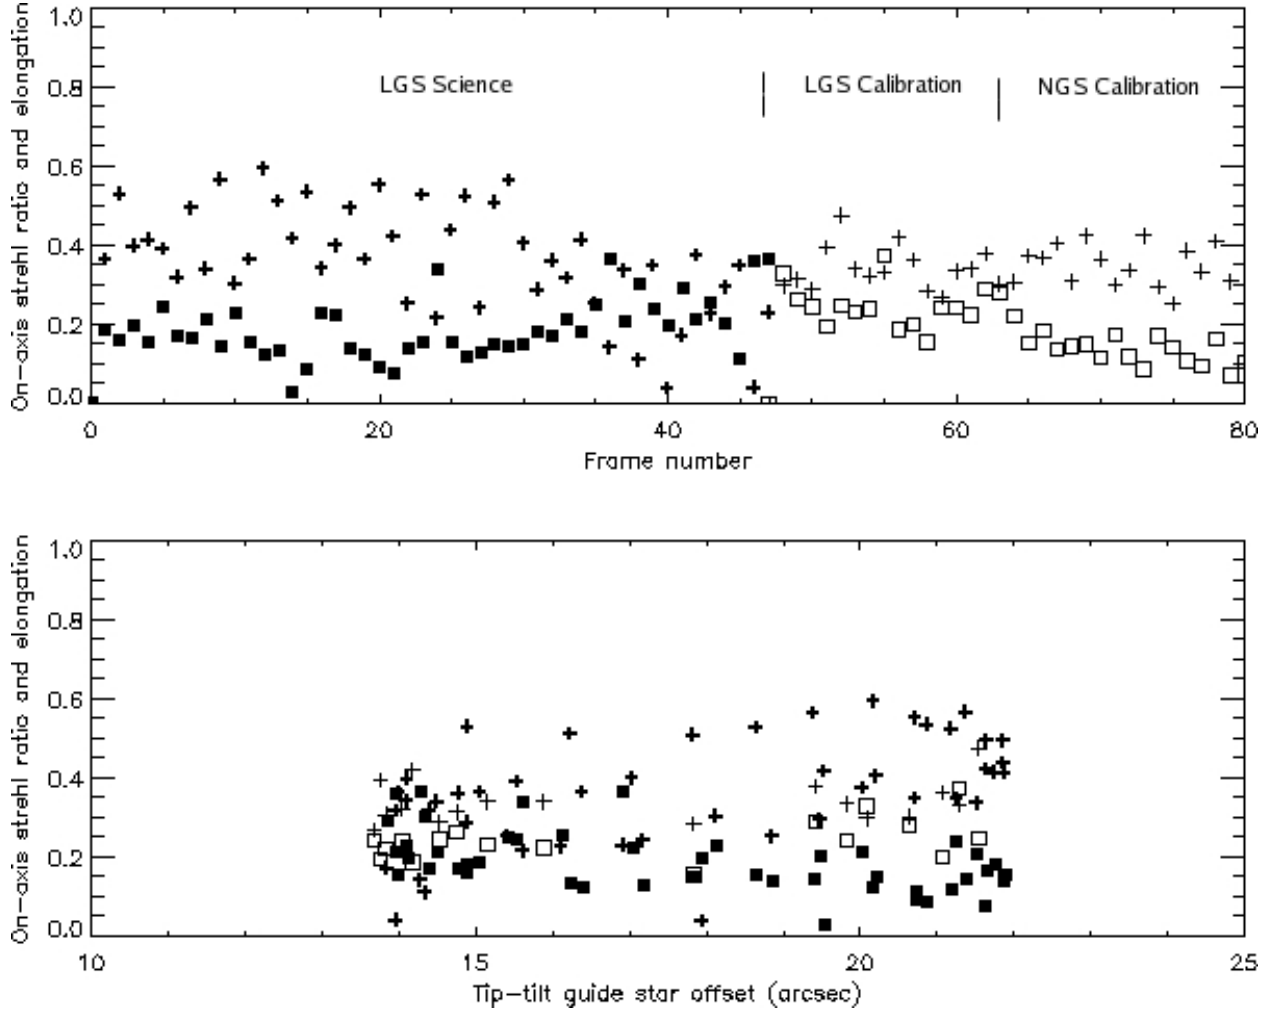 On-axis strehl ratio and elongation
1.0
0.8
0.6
0.4
0.2
0.0
LGS Science
LGS Calibration
NGS Calibration
0 20 40 60 80
Frame number
On-axis strehl ratio and elongation
1.0
0.8
0.6
0.4
0.2
0.0
10 15 20 25
Tip-tilt guide star offset (arcsec)